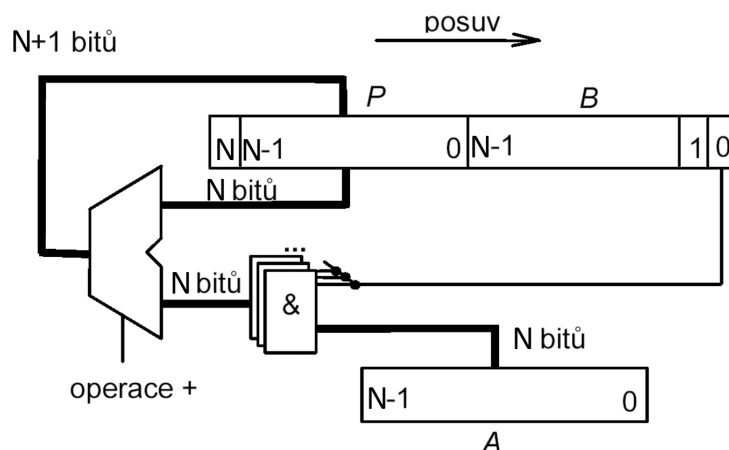 posuv
N+1 bitů
P B
N N-1 0 N-1 1 0
N bitů
...
N bitů
&
N bitů
operace +
N-1 0
A